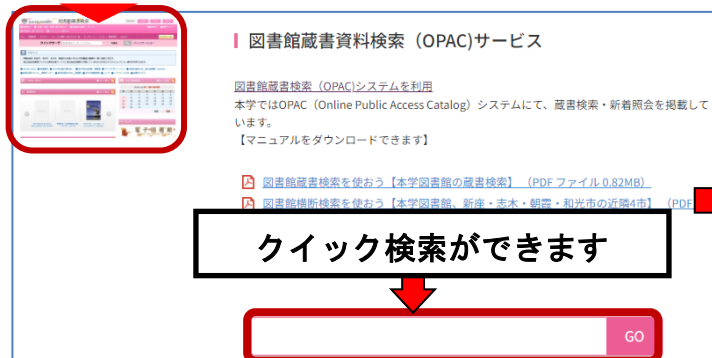 図書館蔵書資料検索（OPAC)サービス
図書館蔵書検索（OPAC)システムを利用
本学ではOPAC（Online Public Access Catalog）システムにて、蔵書検索・新着照会を掲載して
います。
【マニュアルをダウンロードできます】
図書館蔵書検索を使おう【本学図書館の蔵書検索】 （PDF ファイル 0.82MB）
図書館横断検索を使おう【本学図書館、新座・志木・朝霞・和光市の近隣4市】 （PDF
クイック検索ができます
GO